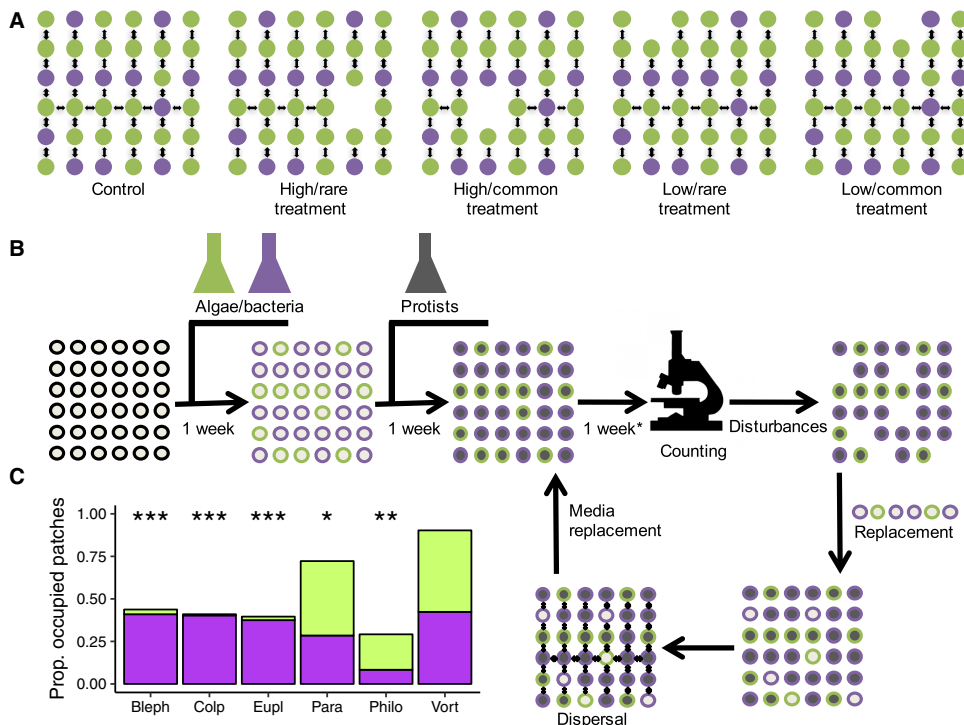 A
Control
High/rare
treatment
High/common
treatment
Low/rare
treatment
Low/common
treatment
B
Algae/bacteria
Protists
1 week
1 week
1 week*
Counting
Disturbances
Replacement
Media
replacement
Dispersal
C
Prop. occupied patches
1.00
0.75
0.50
0.25
0.00
*** *** *** * **
Bleph Colp Eupl Para Philo Vort